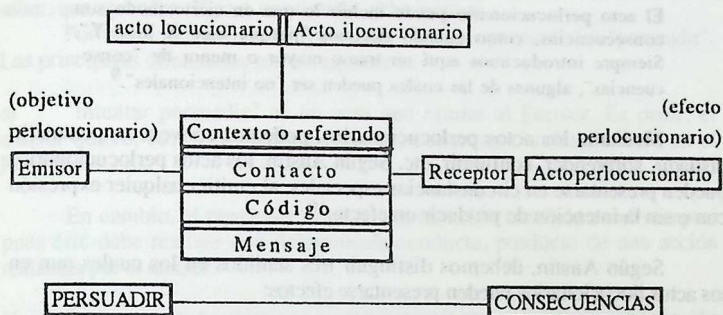 acto locucionario Acto ilocucionario
(objetivo perlocucionario)
(efecto perlocucionario)
Contexto referendo
Emisor
Contacto
Receptor
Acto perlocucionario
Código
Mensaje
PERSUADIR
CONSECUENCIAS